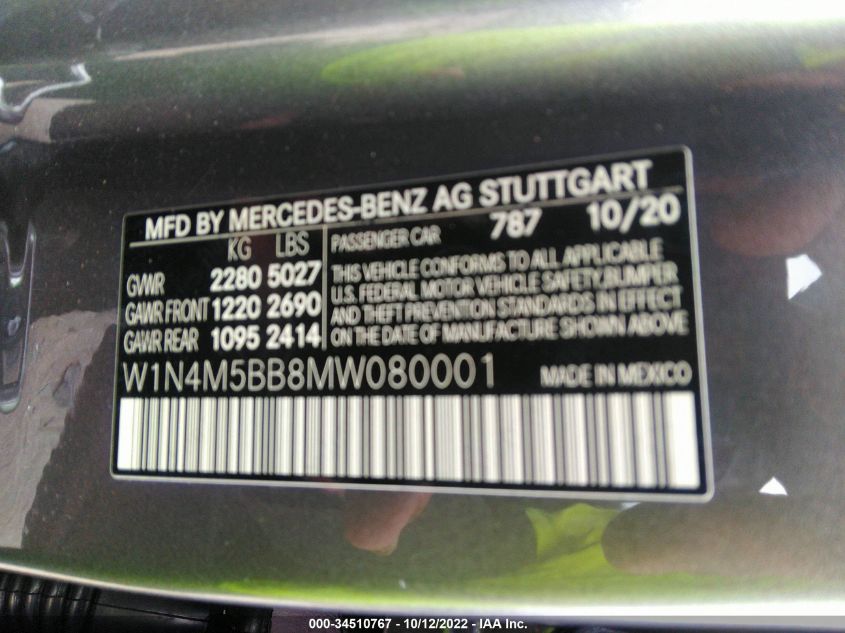 MFD BY MERCEDES-BENZ AG STUTTGART
KG LBS
GVWR 2280 5027
GAWR FRONT 1220 2690
GAWR REAR 1095 2414
PASSENGER CAR 787 10/20
THIS VEHICLE CONFORMS TO ALL APPLICABLE
U.S. FEDERAL MOTOR VEHICLE SAFETY, BUMPER
AND THEFT PREVENTION STANDARDS IN EFFECT
ON THE DATE OF MANUFACTURE SHOWN ABOVE
W1N4M5BB8MW080001 MADE IN MEXICO
000-34510767 - 10/12/2022 - IAA Inc.